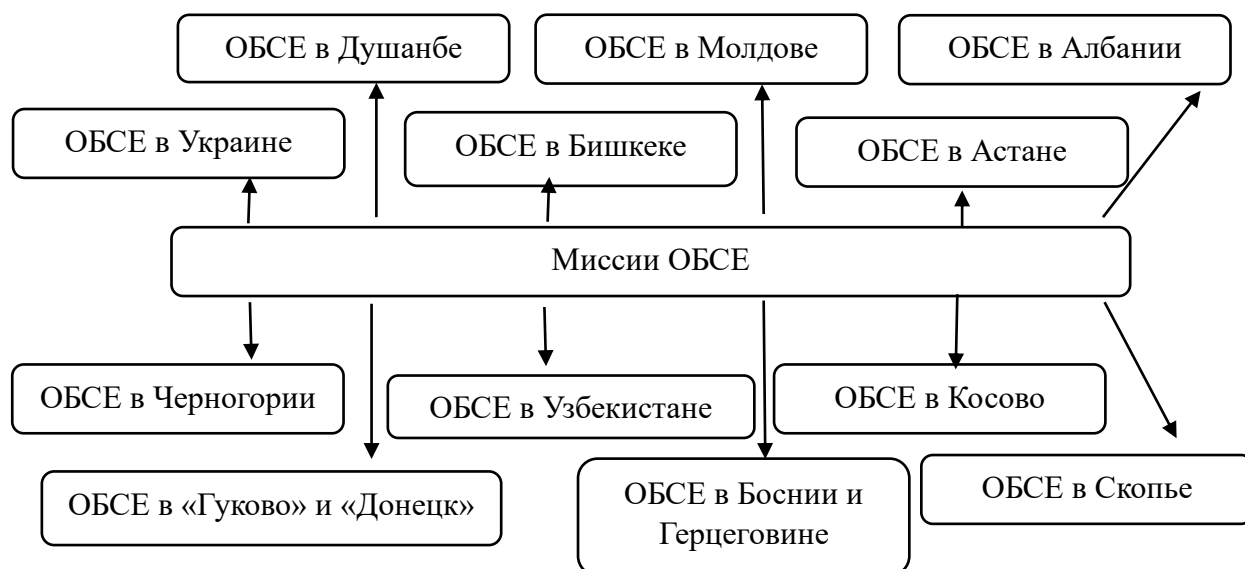 ОБСЕ в Душанбе
ОБСЕ в Молдове
ОБСЕ в Албании
ОБСЕ в Украине
ОБСЕ в Бишкеке
ОБСЕ в Астане
Миссии ОБСЕ
ОБСЕ в Черногории
ОБСЕ в Узбекистане
ОБСЕ в Косово
ОБСЕ в «Гуково» и «Донецк»
ОБСЕ в Боснии и
Герцеговине
ОБСЕ в Скопье